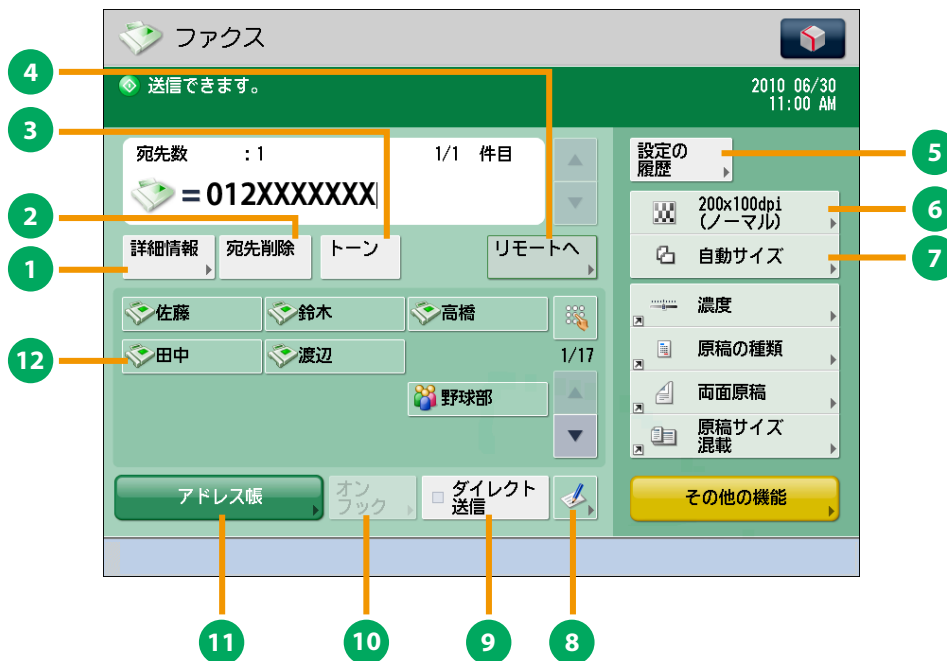 ファクス
送信できます。
2010 06/30
11:00 AM
宛先数 :1 1/1 件目
=012XXXXXXX
詳細情報
宛先削除
トーン
リモートへ
佐藤
鈴木
高橋
田中
渡辺
1/17
野球部
アドレス帳
オン
フック
ダイレクト
送信
設定の
履歴
200x100dpi
(ノーマル)
自動サイズ
濃度
原稿の種類
両面原稿
原稿サイズ
混載
その他の機能
1
2
3
4
5
6
7
8
9
10
11
12